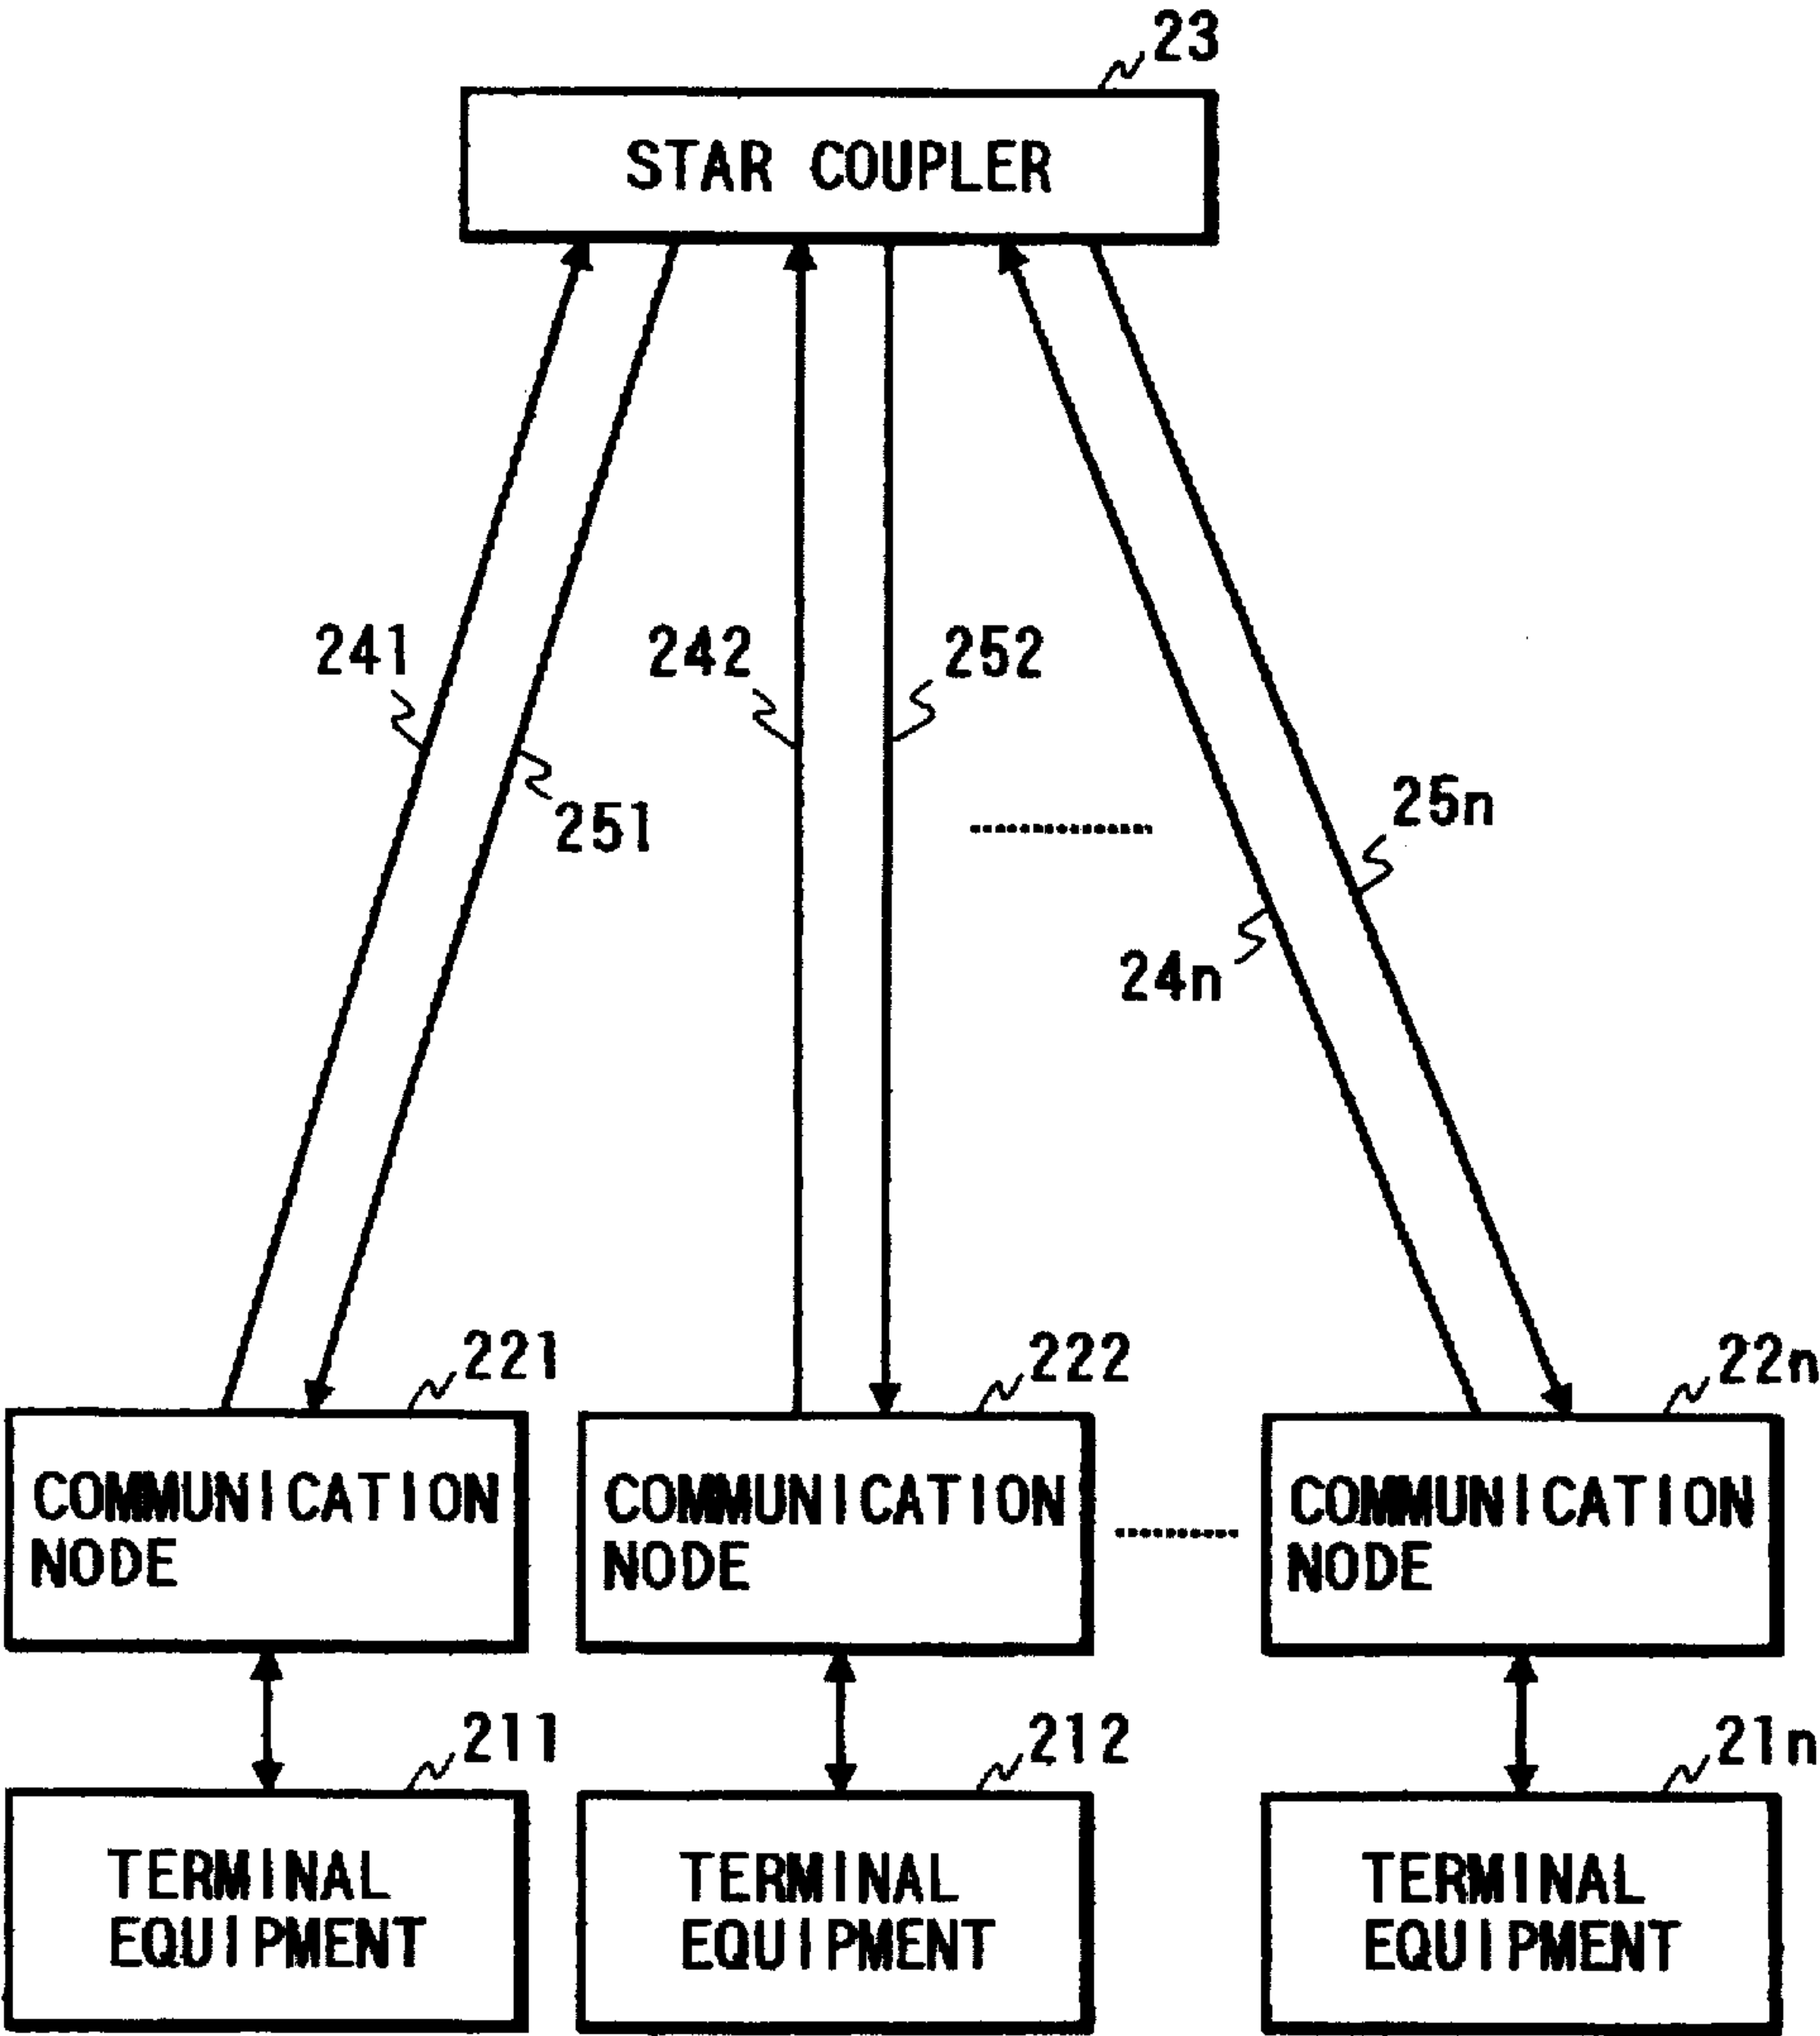 23
STAR COUPLER
241
242
252
251
25n
24n
221
222
22n
COMMUNICATION
NODE
COMMUNICATION
NODE
COMMUNICATION
NODE
211
212
21n
TERMINAL
EQUIPMENT
TERMINAL
EQUIPMENT
TERMINAL
EQUIPMENT